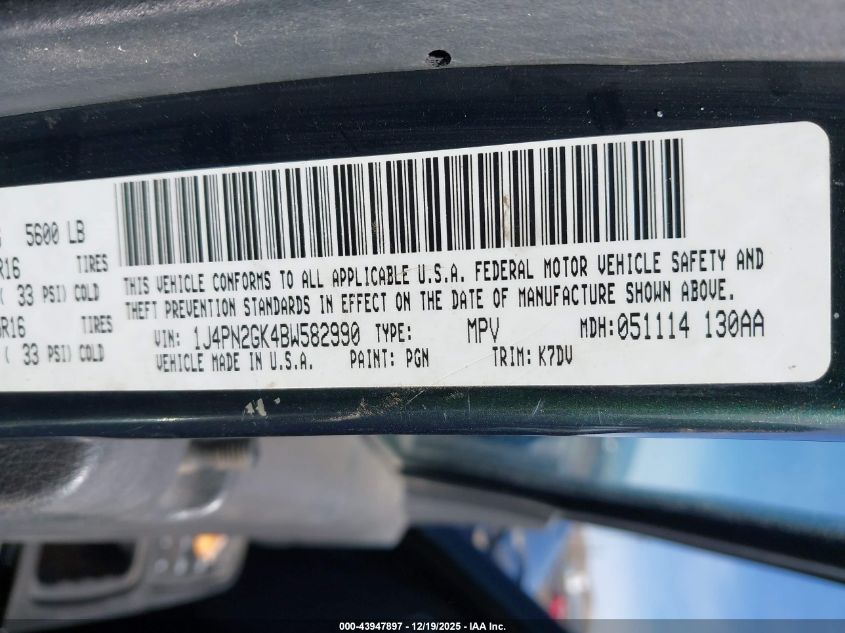 5600 LB
R16 TIRES
( 33 PSI) COLD
R16 TIRES
( 33 PSI) COLD
THIS VEHICLE CONFORMS TO ALL APPLICABLE U.S.A. FEDERAL MOTOR VEHICLE SAFETY AND
THEFT PREVENTION STANDARDS IN EFFECT ON THE DATE OF MANUFACTURE SHOWN ABOVE.
VIN: 1J4PN2GK4BW582990 TYPE: MPV MDH: 051114 130AA
VEHICLE MADE IN U.S.A. PAINT: PGN TRIM: K7DV
000-43947897 - 12/19/2025 - IAA Inc.